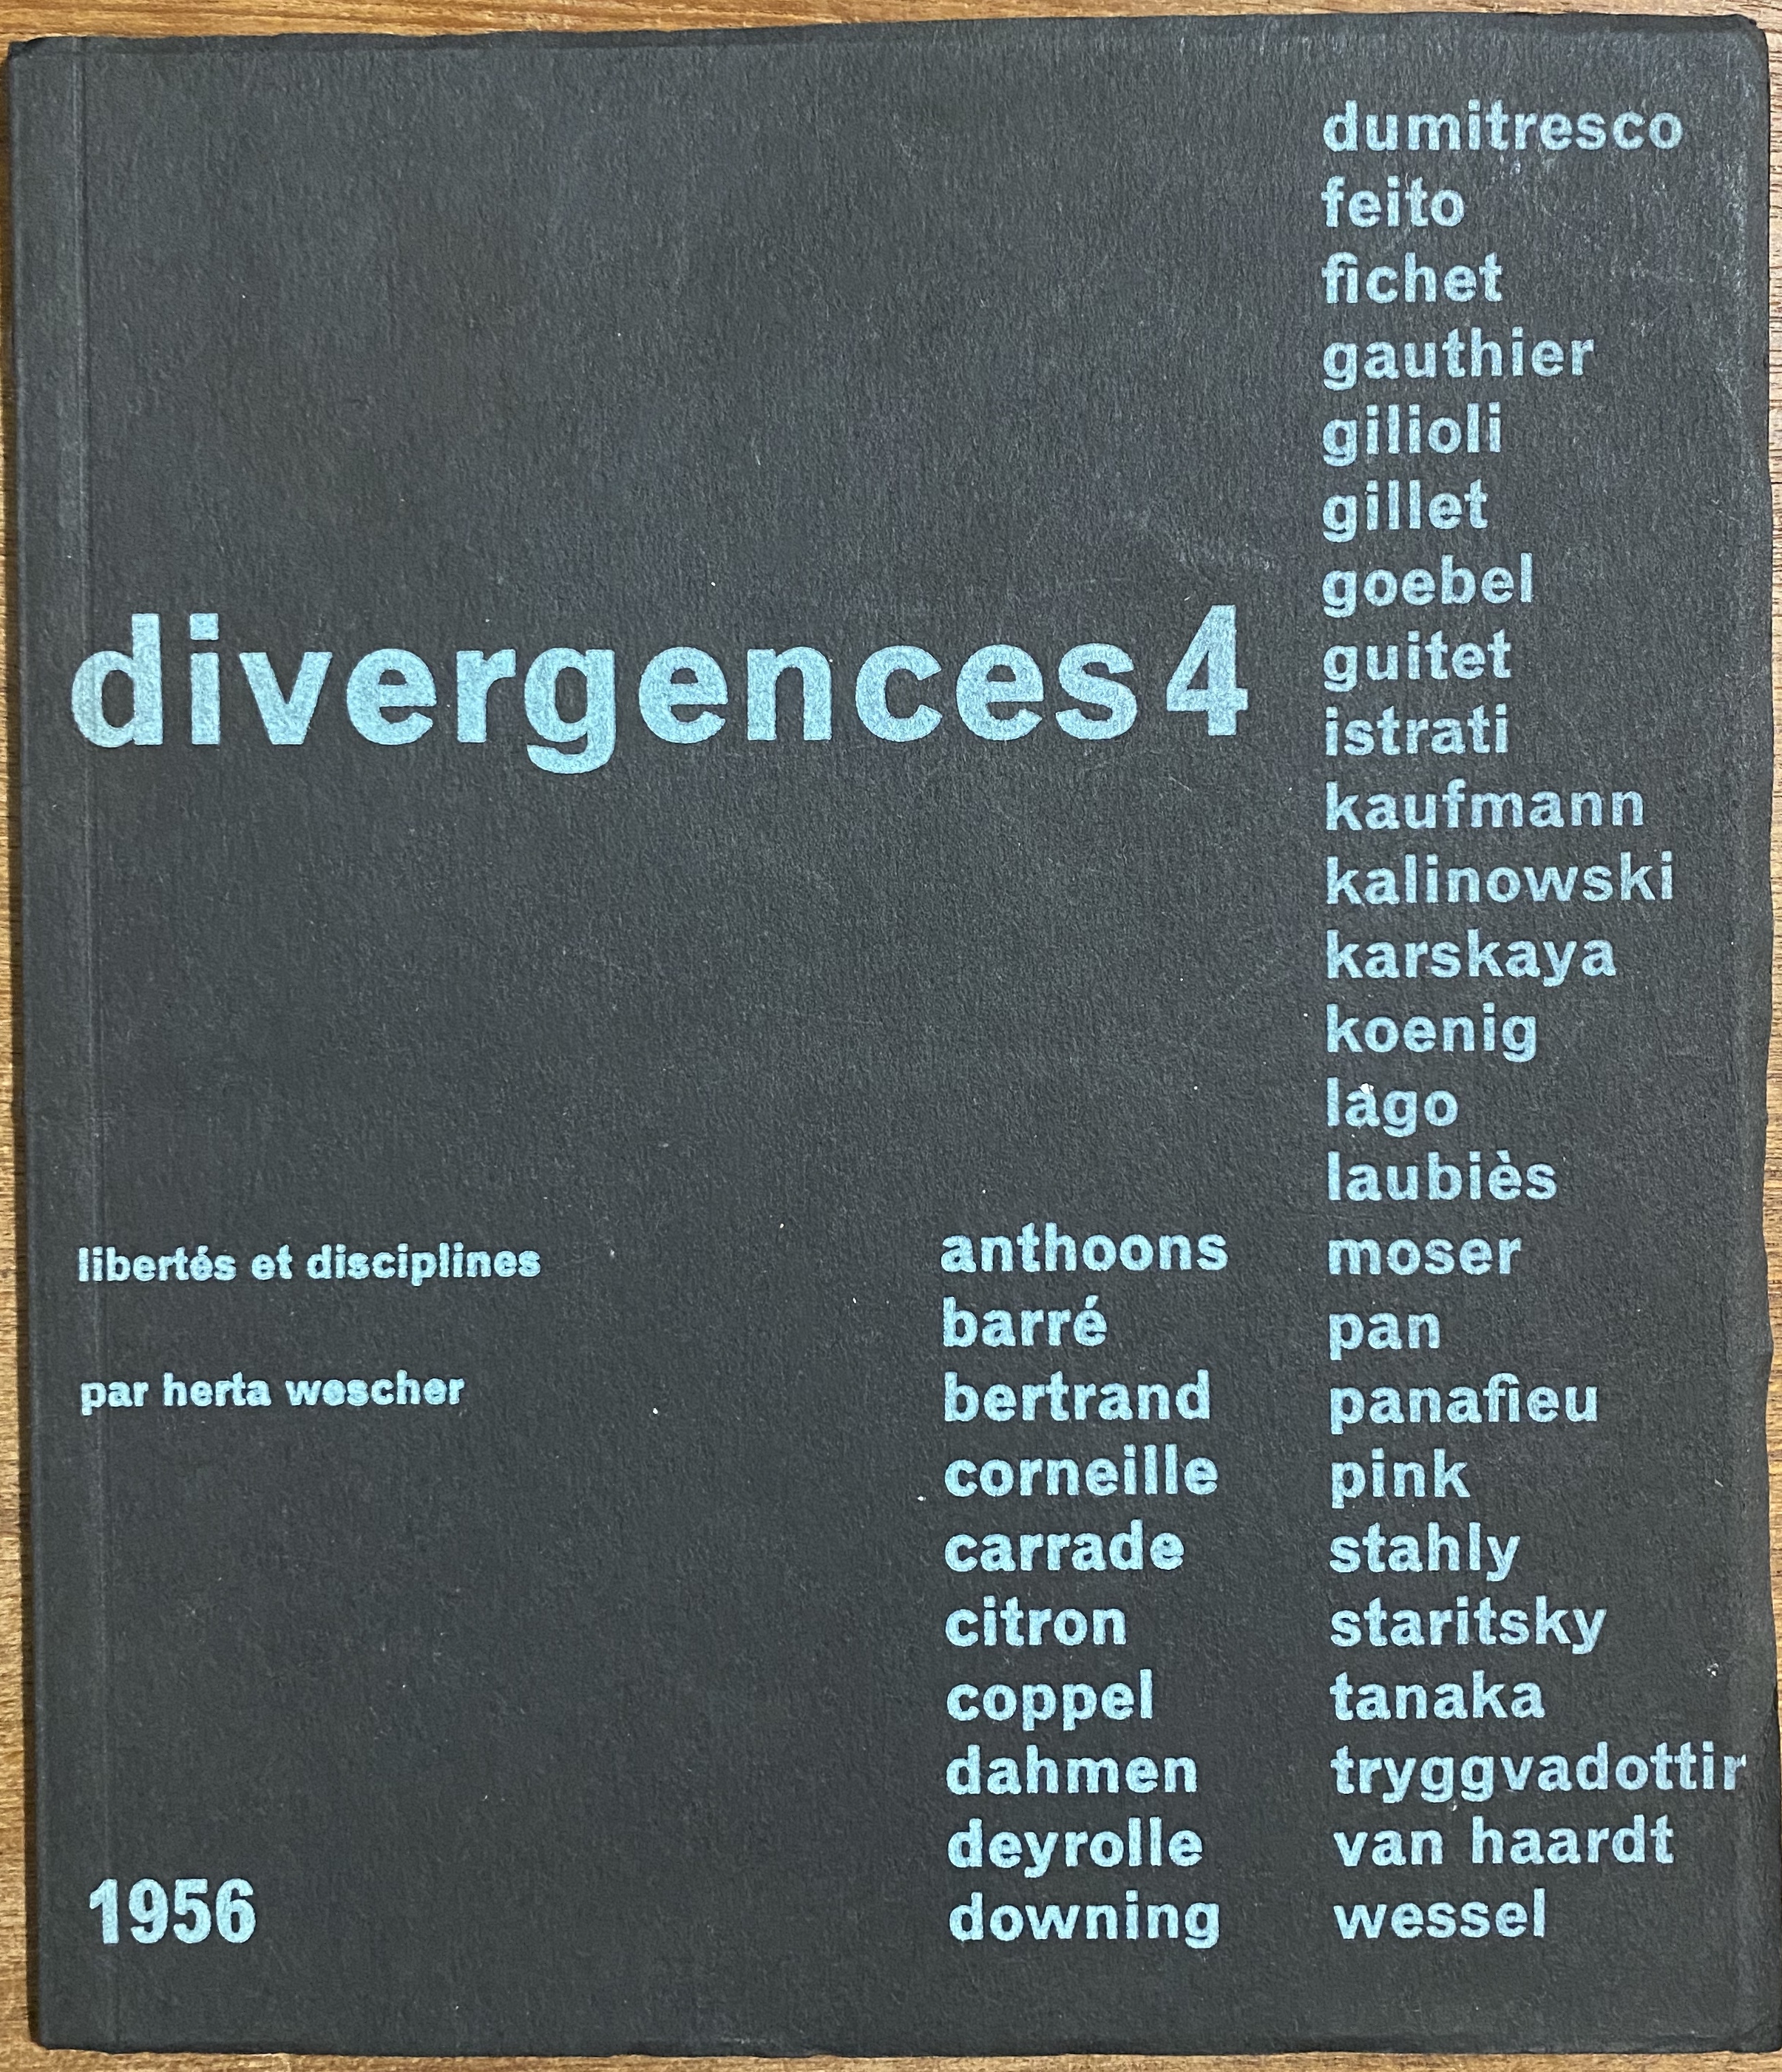 divergences 4
libertés et disciplines
par herta wescher
1956
anthoons
barré
bertrand
corneille
carrade
citron
coppel
dahmen
deyrolle
downing
dumitresco
feito
fichet
gauthier
gilioli
gillet
goebel
guitet
istrati
kaufmann
kalinowski
karskaya
koenig
lago
laubiès
moser
pan
panafieu
pink
stahly
staritsky
tanaka
tryggvadottir
van haardt
wessel